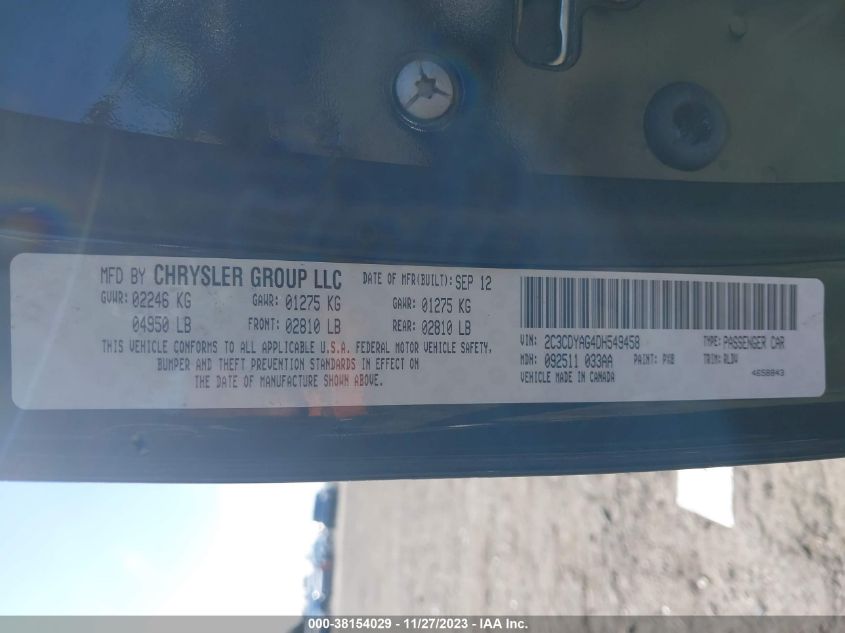 MFD BY CHRYSLER GROUP LLC DATE OF MFR(BUILT): SEP 12
GVWR: 02246 KG GAWR: 01275 KG GAWR: 01275 KG
04950 LB FRONT: 02810 LB REAR: 02810 LB
THIS VEHICLE CONFORMS TO ALL APPLICABLE U.S.A. FEDERAL MOTOR VEHICLE SAFETY,
BUMPER AND THEFT PREVENTION STANDARDS IN EFFECT ON
THE DATE OF MANUFACTURE SHOWN ABOVE.
VIN: 2C3CDYAG4DH549458 TYPE: PASSENGER CAR
MDH: 092511 033AA PAINT: PX8 TRIM: RLDV
VEHICLE MADE IN CANADA 4658843
000-38154029 - 11/27/2023 - IAA, Inc.